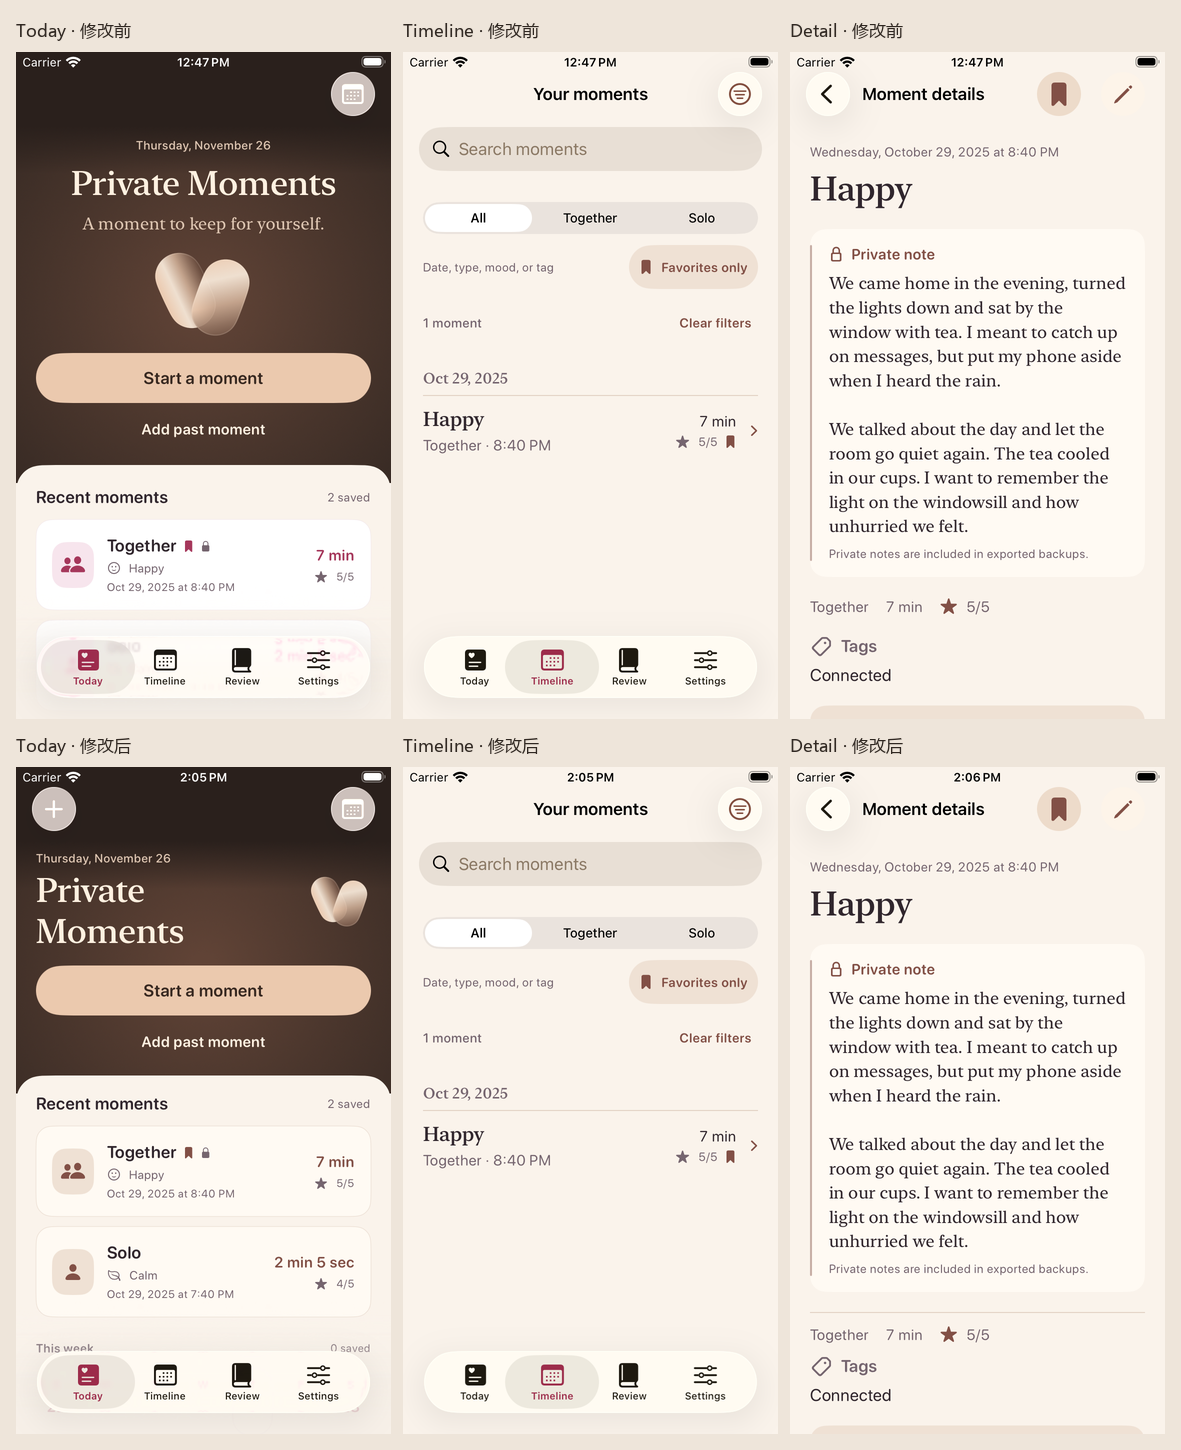 Today · 修改前
Carrier
12:47 PM
Thursday, November 26
Private Moments
A moment to keep for yourself.
Start a moment
Add past moment
Recent moments
2 saved
Together
Happy
Oct 29, 2025 at 8:40 PM
7 min
5/5
Today
Timeline
Review
Settings
Timeline · 修改前
Carrier
12:47 PM
Your moments
Search moments
All
Together
Solo
Date, type, mood, or tag
Favorites only
1 moment
Clear filters
Oct 29, 2025
Happy
7 min
Together · 8:40 PM
5/5
Today
Timeline
Review
Settings
Detail · 修改前
Carrier
12:47 PM
Moment details
Wednesday, October 29, 2025 at 8:40 PM
Happy
Private note
We came home in the evening, turned
the lights down and sat by the
window with tea. I meant to catch up
on messages, but put my phone aside
when I heard the rain.
We talked about the day and let the
room go quiet again. The tea cooled
in our cups. I want to remember the
light on the windowsill and how
unhurried we felt.
Private notes are included in exported backups.
Together 7 min 5/5
Tags
Connected
Today · 修改后
Carrier
2:05 PM
Thursday, November 26
Private
Moments
Start a moment
Add past moment
Recent moments
2 saved
Together
Happy
Oct 29, 2025 at 8:40 PM
7 min
5/5
Solo
Calm
Oct 29, 2025 at 7:40 PM
2 min 5 sec
4/5
This week
0 saved
Today
Timeline
Review
Settings
Timeline · 修改后
Carrier
2:05 PM
Your moments
Search moments
All
Together
Solo
Date, type, mood, or tag
Favorites only
1 moment
Clear filters
Oct 29, 2025
Happy
7 min
Together · 8:40 PM
5/5
Today
Timeline
Review
Settings
Detail · 修改后
Carrier
2:06 PM
Moment details
Wednesday, October 29, 2025 at 8:40 PM
Happy
Private note
We came home in the evening, turned
the lights down and sat by the
window with tea. I meant to catch up
on messages, but put my phone aside
when I heard the rain.
We talked about the day and let the
room go quiet again. The tea cooled
in our cups. I want to remember the
light on the windowsill and how
unhurried we felt.
Private notes are included in exported backups.
Together 7 min 5/5
Tags
Connected